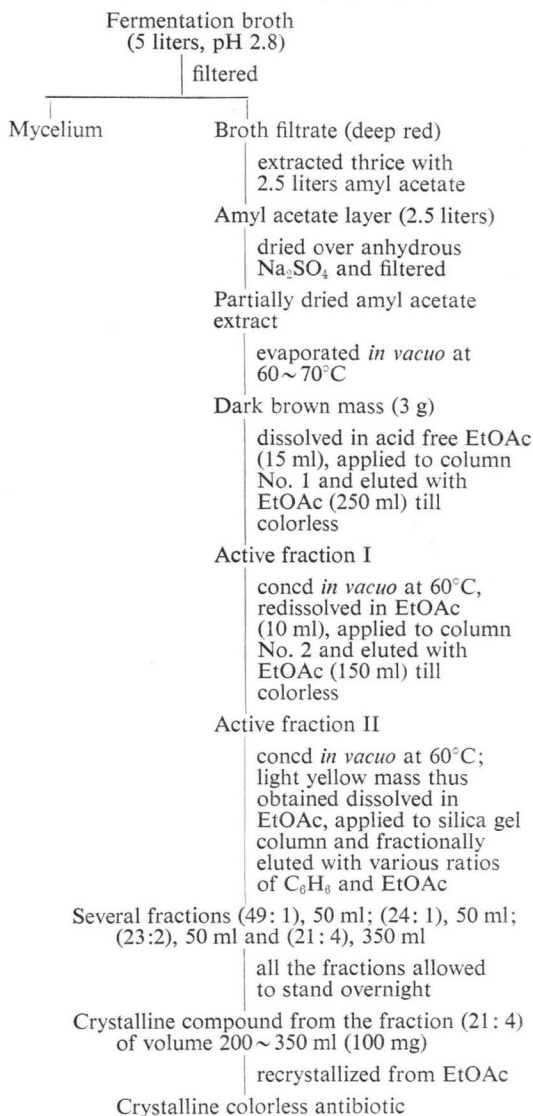 Fermentation broth
(5 liters, pH 2.8)
filtered
Mycelium
Broth filtrate (deep red)
extracted thrice with
2.5 liters amyl acetate
Amyl acetate layer (2.5 liters)
dried over anhydrous
Na₂SO₄ and filtered
Partially dried amyl acetate
extract
evaporated in vacuo at
60~70°C
Dark brown mass (3 g)
dissolved in acid free EtOAc
(15 ml), applied to column
No. 1 and eluted with
EtOAc (250 ml) till
colorless
Active fraction I
concd in vacuo at 60°C,
redissolved in EtOAc
(10 ml), applied to column
No. 2 and eluted with
EtOAc (150 ml) till
colorless
Active fraction II
concd in vacuo at 60°C;
light yellow mass thus
obtained dissolved in
EtOAc, applied to silica gel
column and fractionally
eluted with various ratios
of C₆H₆ and EtOAc
Several fractions (49:1), 50 ml; (24:1), 50 ml;
(23:2), 50 ml and (21:4), 350 ml
all the fractions allowed
to stand overnight
Crystalline compound from the fraction (21:4)
of volume 200~350 ml (100 mg)
recrystallized from EtOAc
Crystalline colorless antibiotic